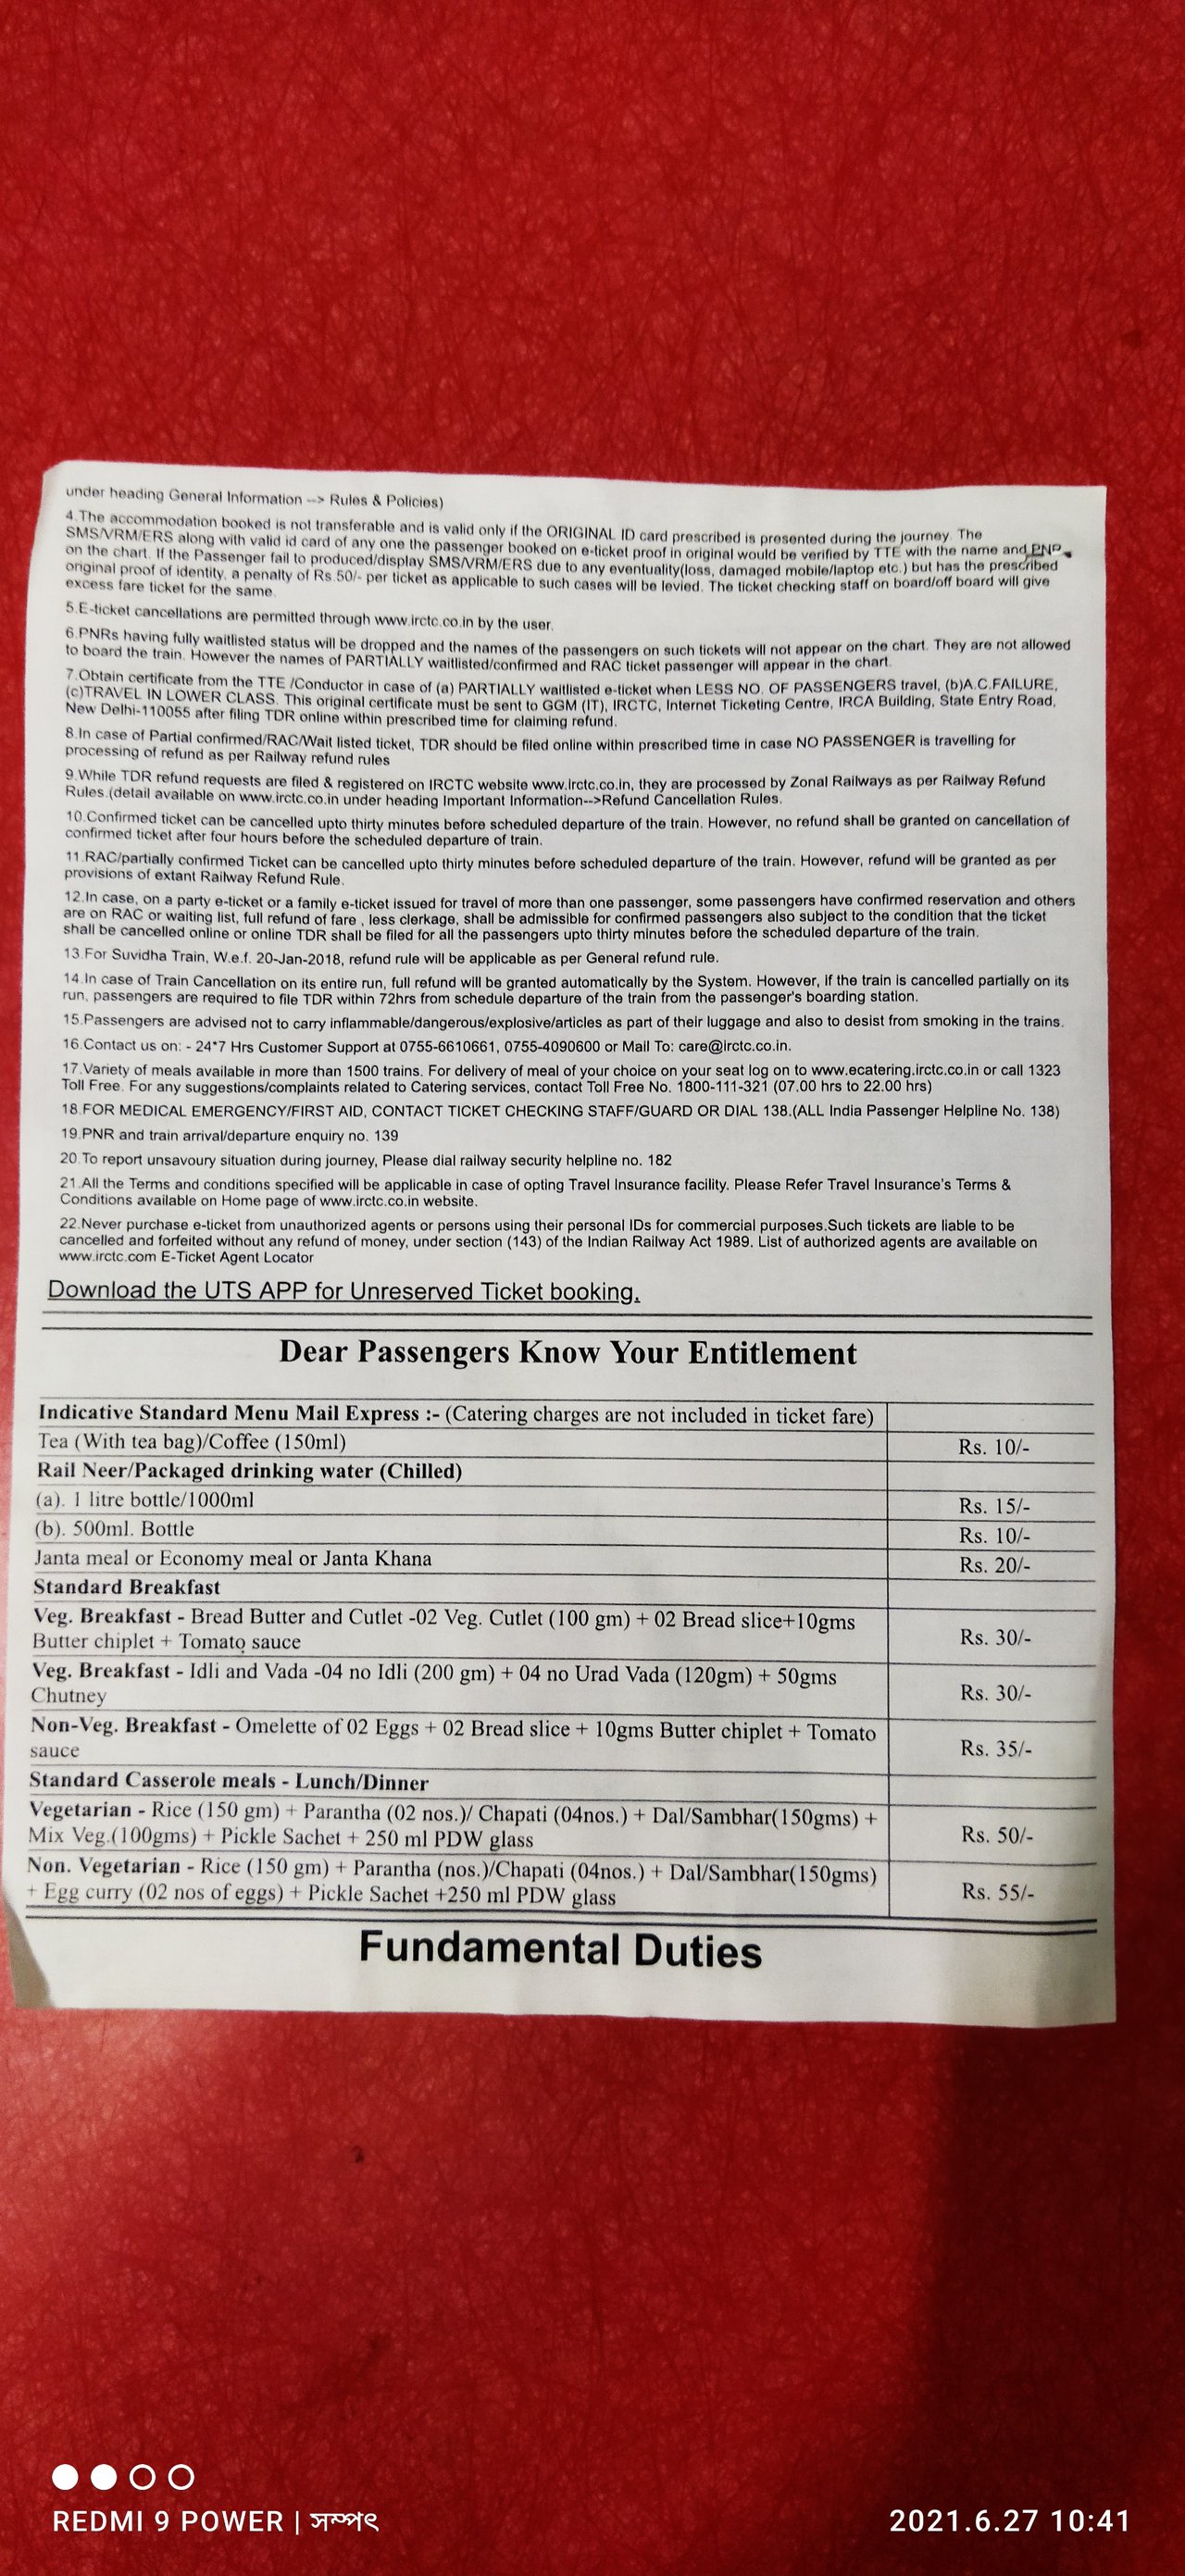 under heading General Information --> Rules & Policies)
4.The accommodation booked is not transferable and is valid only if the ORIGINAL ID card prescribed is presented during the journey. The
SMS/VRM/ERS along with valid id card of any one the passenger booked on e-ticket proof in original would be verified by TTE with the name and PNR
on the chart. If the Passenger fail to produced/display SMS/VRM/ERS due to any eventuality(loss, damaged mobile/laptop etc.) but has the prescribed
original proof of identity, a penalty of Rs.50/- per ticket as applicable to such cases will be levied. The ticket checking staff on board/off board will give
excess fare ticket for the same.
5.E-ticket cancellations are permitted through www.irctc.co.in by the user.
6.PNRs having fully waitlisted status will be dropped and the names of the passengers on such tickets will not appear on the chart. They are not allowed
to board the train. However the names of PARTIALLY waitlisted/confirmed and RAC ticket passenger will appear in the chart.
7.Obtain certificate from the TTE /Conductor in case of (a) PARTIALLY waitlisted e-ticket when LESS NO. OF PASSENGERS travel, (b)A.C.FAILURE,
(c)TRAVEL IN LOWER CLASS. This original certificate must be sent to GGM (IT), IRCTC, Internet Ticketing Centre, IRCA Building, State Entry Road,
New Delhi-110055 after filing TDR online within prescribed time for claiming refund.
8.In case of Partial confirmed/RAC/Wait listed ticket, TDR should be filed online within prescribed time in case NO PASSENGER is travelling for
processing of refund as per Railway refund rules
9.While TDR refund requests are filed & registered on IRCTC website www.irctc.co.in, they are processed by Zonal Railways as per Railway Refund
Rules.(detail available on www.irctc.co.in under heading Important Information-->Refund Cancellation Rules.
10.Confirmed ticket can be cancelled upto thirty minutes before scheduled departure of the train. However, no refund shall be granted on cancellation of
confirmed ticket after four hours before the scheduled departure of train.
11.RAC/partially confirmed Ticket can be cancelled upto thirty minutes before scheduled departure of the train. However, refund will be granted as per
provisions of extant Railway Refund Rule.
12.In case, on a party e-ticket or a family e-ticket issued for travel of more than one passenger, some passengers have confirmed reservation and others
are on RAC or waiting list, full refund of fare , less clerkage, shall be admissible for confirmed passengers also subject to the condition that the ticket
shall be cancelled online or online TDR shall be filed for all the passengers upto thirty minutes before the scheduled departure of the train.
13.For Suvidha Train, W.e.f. 20-Jan-2018, refund rule will be applicable as per General refund rule.
14.In case of Train Cancellation on its entire run, full refund will be granted automatically by the System. However, if the train is cancelled partially on its
run, passengers are required to file TDR within 72hrs from schedule departure of the train from the passenger's boarding station.
15.Passengers are advised not to carry inflammable/dangerous/explosive/articles as part of their luggage and also to desist from smoking in the trains.
16.Contact us on: - 24*7 Hrs Customer Support at 0755-6610661, 0755-4090600 or Mail To: care@irctc.co.in.
17.Variety of meals available in more than 1500 trains. For delivery of meal of your choice on your seat log on to www.ecatering.irctc.co.in or call 1323
Toll Free. For any suggestions/complaints related to Catering services, contact Toll Free No. 1800-111-321 (07.00 hrs to 22.00 hrs)
18.FOR MEDICAL EMERGENCY/FIRST AID, CONTACT TICKET CHECKING STAFF/GUARD OR DIAL 138.(ALL India Passenger Helpline No. 138)
19.PNR and train arrival/departure enquiry no. 139
20.To report unsavoury situation during journey, Please dial railway security helpline no. 182
21.All the Terms and conditions specified will be applicable in case of opting Travel Insurance facility. Please Refer Travel Insurance's Terms &
Conditions available on Home page of www.irctc.co.in website.
22.Never purchase e-ticket from unauthorized agents or persons using their personal IDs for commercial purposes.Such tickets are liable to be
cancelled and forfeited without any refund of money, under section (143) of the Indian Railway Act 1989. List of authorized agents are available on
www.irctc.com E-Ticket Agent Locator
Download the UTS APP for Unreserved Ticket booking.
Dear Passengers Know Your Entitlement
Indicative Standard Menu Mail Express :- (Catering charges are not included in ticket fare)
Tea (With tea bag)/Coffee (150ml) Rs. 10/-
Rail Neer/Packaged drinking water (Chilled)
(a). 1 litre bottle/1000ml Rs. 15/-
(b). 500ml. Bottle Rs. 10/-
Janta meal or Economy meal or Janta Khana Rs. 20/-
Standard Breakfast
Veg. Breakfast - Bread Butter and Cutlet -02 Veg. Cutlet (100 gm) + 02 Bread slice+10gms
Butter chiplet + Tomato sauce Rs. 30/-
Veg. Breakfast - Idli and Vada -04 no Idli (200 gm) + 04 no Urad Vada (120gm) + 50gms
Chutney Rs. 30/-
Non-Veg. Breakfast - Omelette of 02 Eggs + 02 Bread slice + 10gms Butter chiplet + Tomato
sauce Rs. 35/-
Standard Casserole meals - Lunch/Dinner
Vegetarian - Rice (150 gm) + Parantha (02 nos.)/ Chapati (04nos.) + Dal/Sambhar(150gms) +
Mix Veg.(100gms) + Pickle Sachet + 250 ml PDW glass Rs. 50/-
Non. Vegetarian - Rice (150 gm) + Parantha (nos.)/Chapati (04nos.) + Dal/Sambhar(150gms)
+ Egg curry (02 nos of eggs) + Pickle Sachet +250 ml PDW glass Rs. 55/-
Fundamental Duties
REDMI 9 POWER | সম্পৎ 2021.6.27 10:41